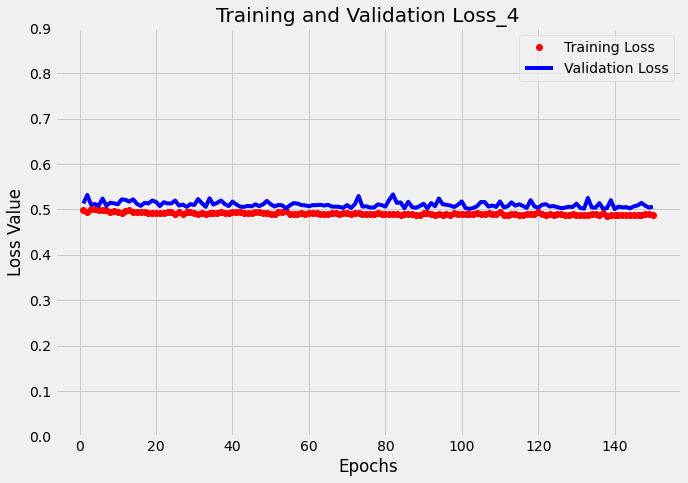 Training and Validation Loss_4
Training Loss
Validation Loss
Loss Value
0.9
0.8
0.7
0.6
0.5
0.4
0.3
0.2
0.1
0.0
0 20 40 60 80 100 120 140
Epochs